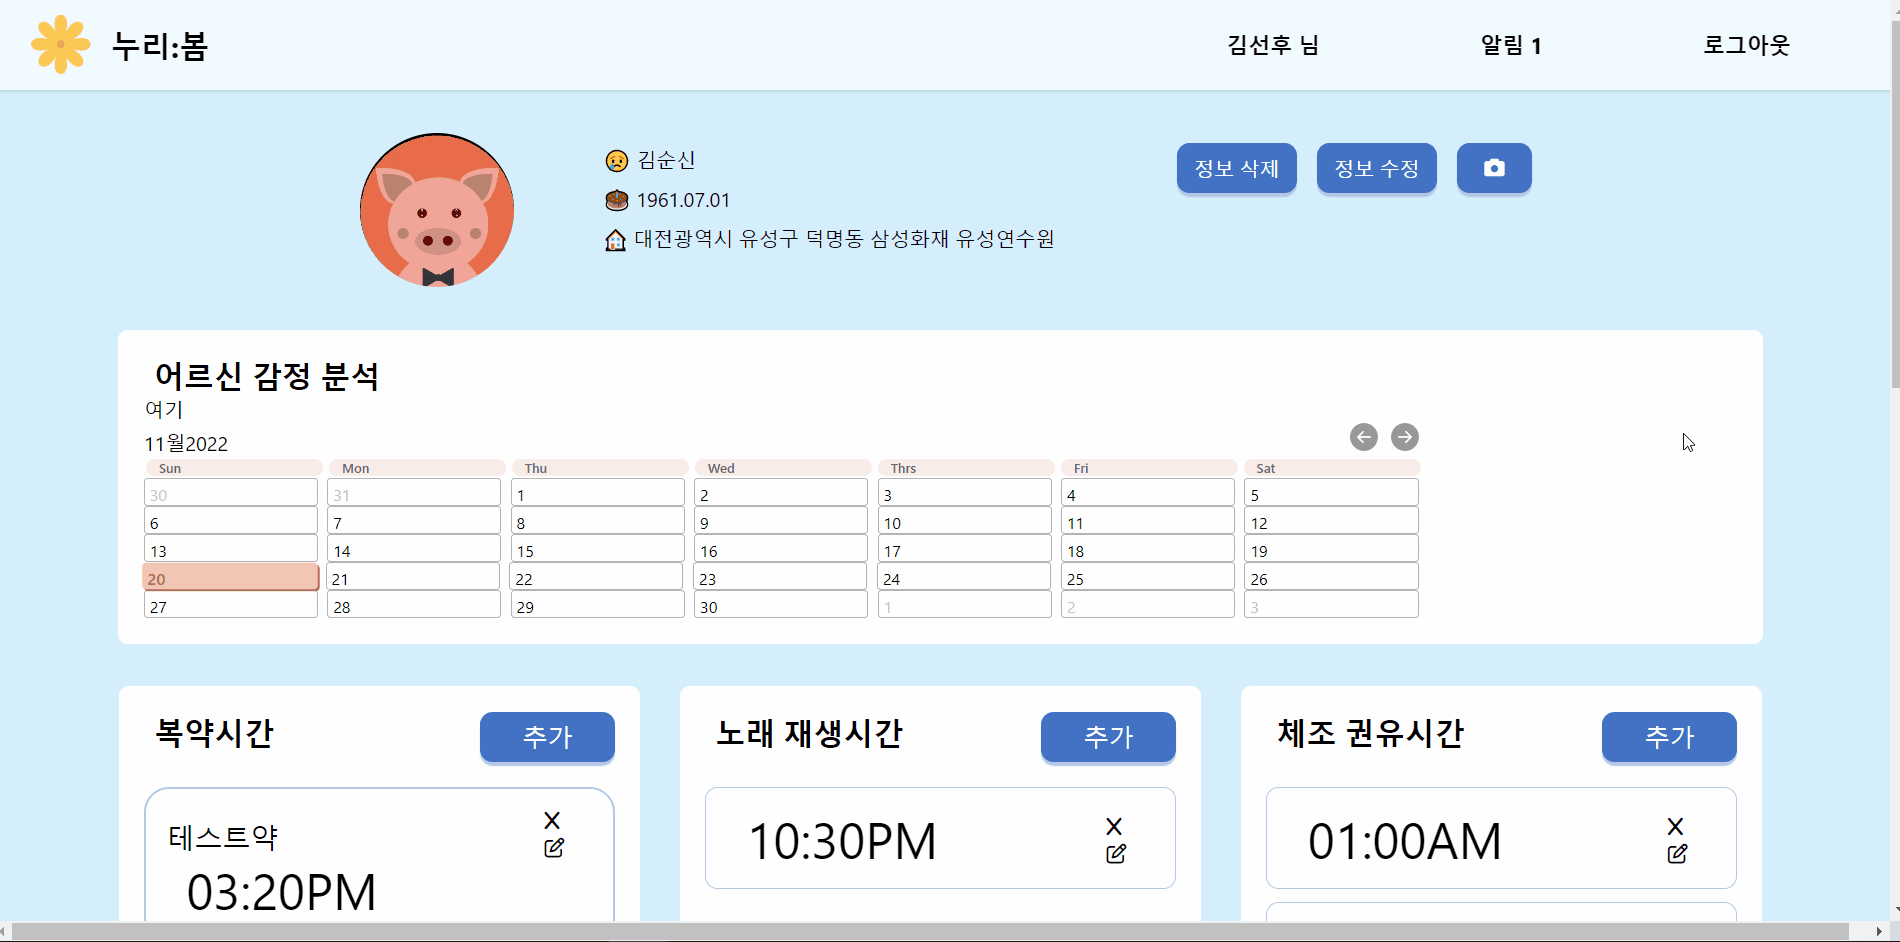 누리:봄
김선후 님
알림 1
로그아웃
김순신
1961.07.01
대전광역시 유성구 덕명동 삼성화재 유성연수원
정보 삭제
정보 수정
어르신 감정 분석
여기
11월2022
Sun Mon Thu Wed Thrs Fri Sat
30 31 1 2 3 4 5
6 7 8 9 10 11 12
13 14 15 16 17 18 19
20 21 22 23 24 25 26
27 28 29 30 1 2 3
복약시간
추가
테스트약
X
03:20PM
노래 재생시간
추가
10:30PM
X
체조 권유시간
추가
01:00AM
X